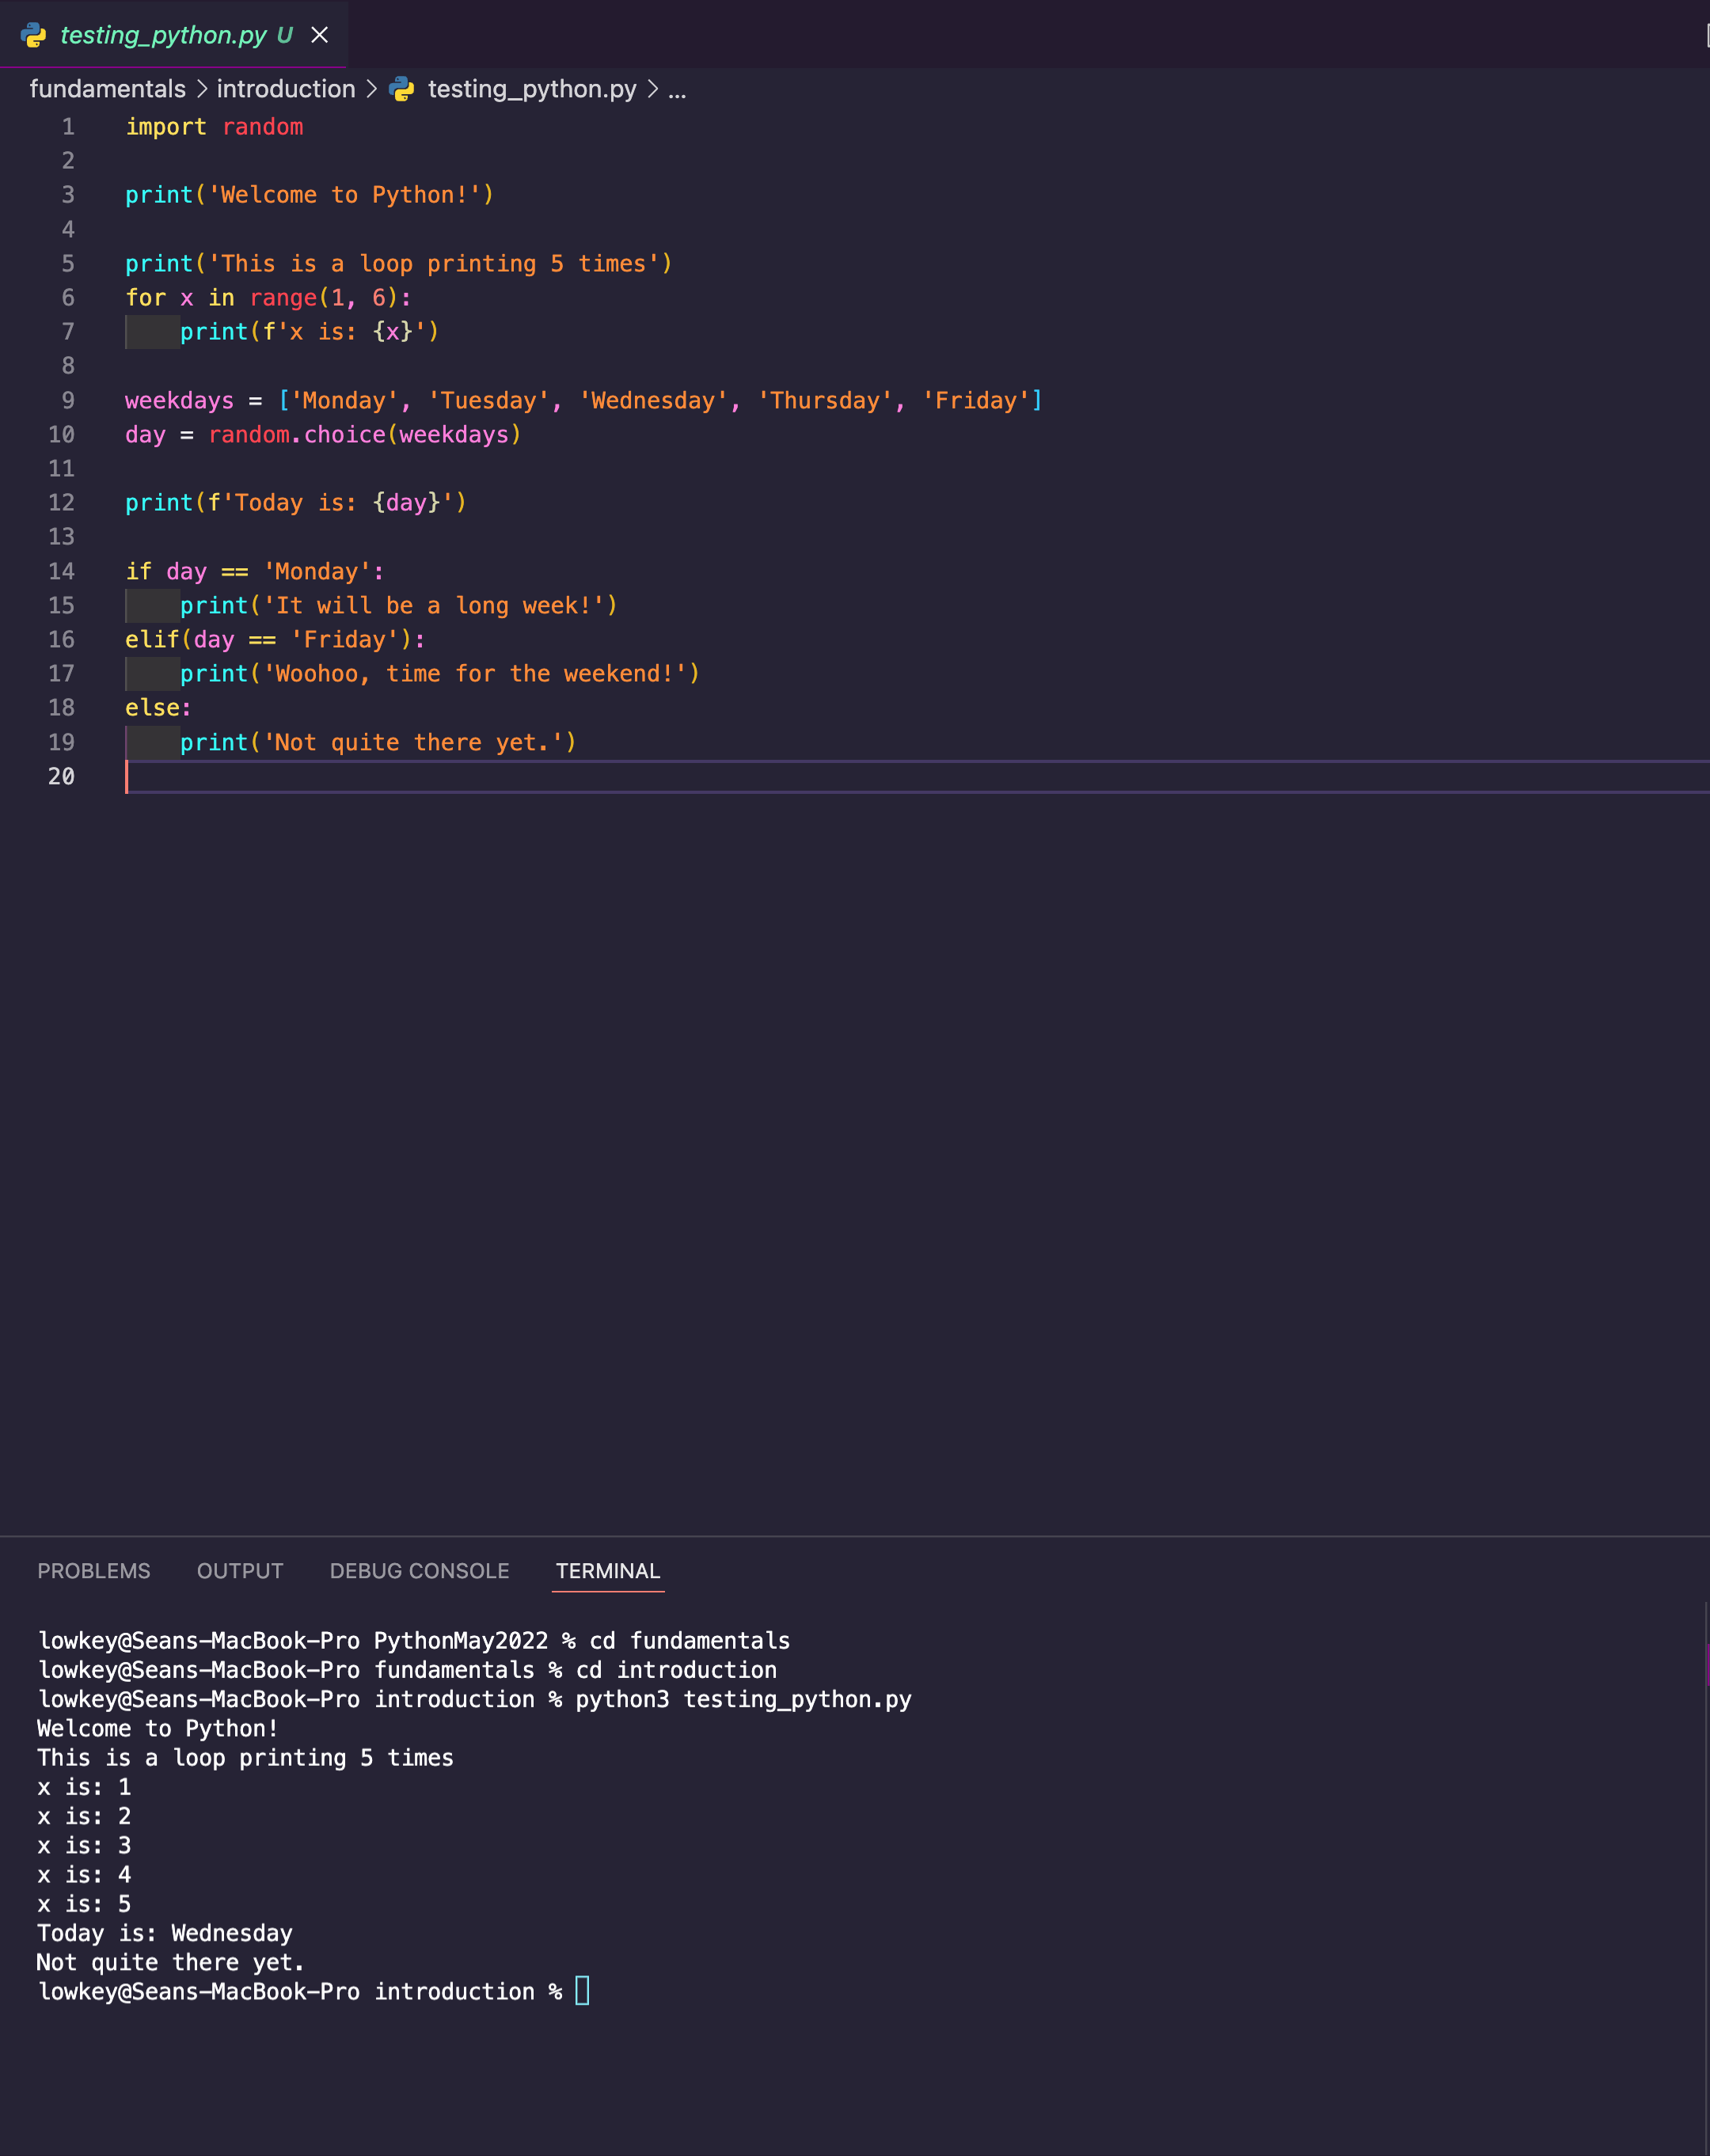 testing_python.py U
fundamentals > introduction > testing_python.py > ...
1 import random
2
3 print('Welcome to Python!')
4
5 print('This is a loop printing 5 times')
6 for x in range(1, 6):
7     print(f'x is: {x}')
8
9 weekdays = ['Monday', 'Tuesday', 'Wednesday', 'Thursday', 'Friday']
10 day = random.choice(weekdays)
11
12 print(f'Today is: {day}')
13
14 if day == 'Monday':
15     print('It will be a long week!')
16 elif(day == 'Friday'):
17     print('Woohoo, time for the weekend!')
18 else:
19     print('Not quite there yet.')
20
PROBLEMS OUTPUT DEBUG CONSOLE TERMINAL
lowkey@Seans-MacBook-Pro PythonMay2022 % cd fundamentals
lowkey@Seans-MacBook-Pro fundamentals % cd introduction
lowkey@Seans-MacBook-Pro introduction % python3 testing_python.py
Welcome to Python!
This is a loop printing 5 times
x is: 1
x is: 2
x is: 3
x is: 4
x is: 5
Today is: Wednesday
Not quite there yet.
lowkey@Seans-MacBook-Pro introduction %